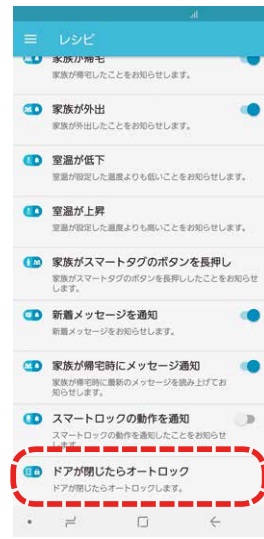 レシピ
家族が帰宅
家族が帰宅したことをお知らせします。
家族が外出
家族が外出したことをお知らせします。
室温が低下
室温が設定した温度よりも低いことをお知らせします。
室温が上昇
室温が設定した温度よりも高いことをお知らせします。
家族がスマートタグのボタンを長押し
家族がスマートタグのボタンを長押ししたことをお知らせ
します。
新着メッセージを通知
新着メッセージをお知らせします。
家族が帰宅時にメッセージ通知
家族が帰宅時に最新のメッセージを読み上げてお
知らせします。
スマートロックの動作を通知
スマートロックの動作を通知したことをお知らせ
します。
ドアが閉じたらオートロック
ドアが閉じたらオートロックします。